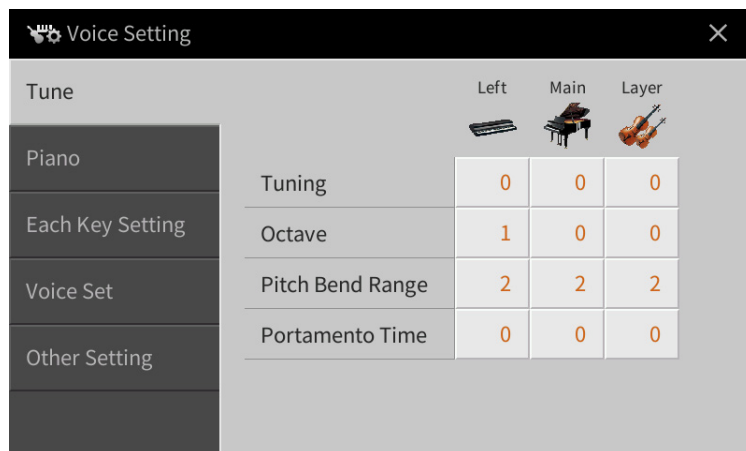 Voice Setting
Tune
Piano
Each Key Setting
Voice Set
Other Setting
Left Main Layer
Tuning 0 0 0
Octave 1 0 0
Pitch Bend Range 2 2 2
Portamento Time 0 0 0